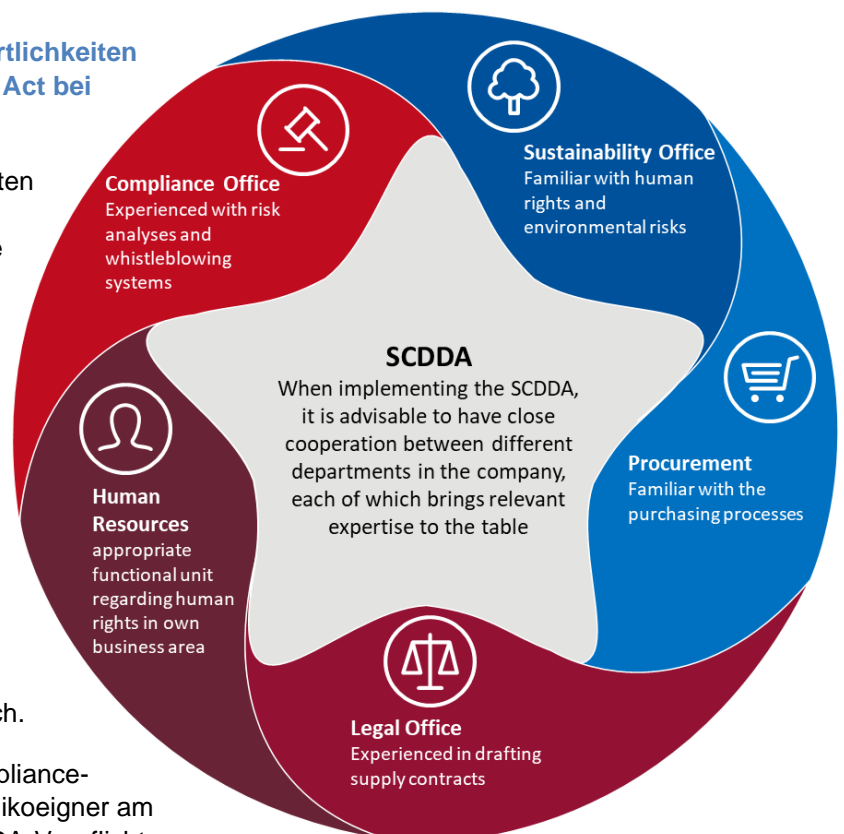 rtlichkeiten
Act bei
ten
e
ch.
pliance-
ikoeigner am
Sustainability Office
Familiar with human
rights and
environmental risks
Compliance Office
Experienced with risk
analyses and
whistleblowing
systems
SCDDA
When implementing the SCDDA,
it is advisable to have close
cooperation between different
departments in the company,
each of which brings relevant
expertise to the table
Procurement
Familiar with the
purchasing processes
Human
Resources
appropriate
functional unit
regarding human
rights in own
business area
Legal Office
Experienced in drafting
supply contracts